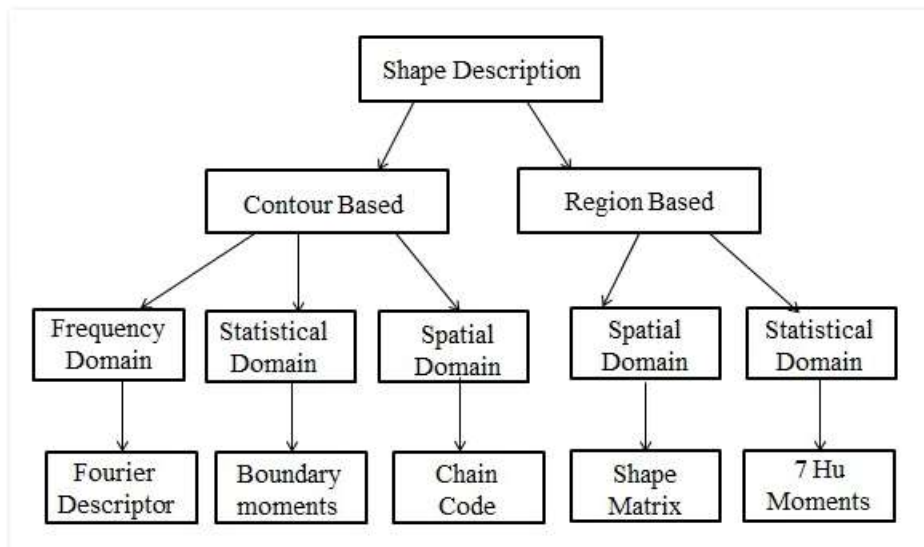 Shape Description
Contour Based
Region Based
Frequency
Domain
Statistical
Domain
Spatial
Domain
Spatial
Domain
Statistical
Domain
Fourier
Descriptor
Boundary
moments
Chain
Code
Shape
Matrix
7 Hu
Moments